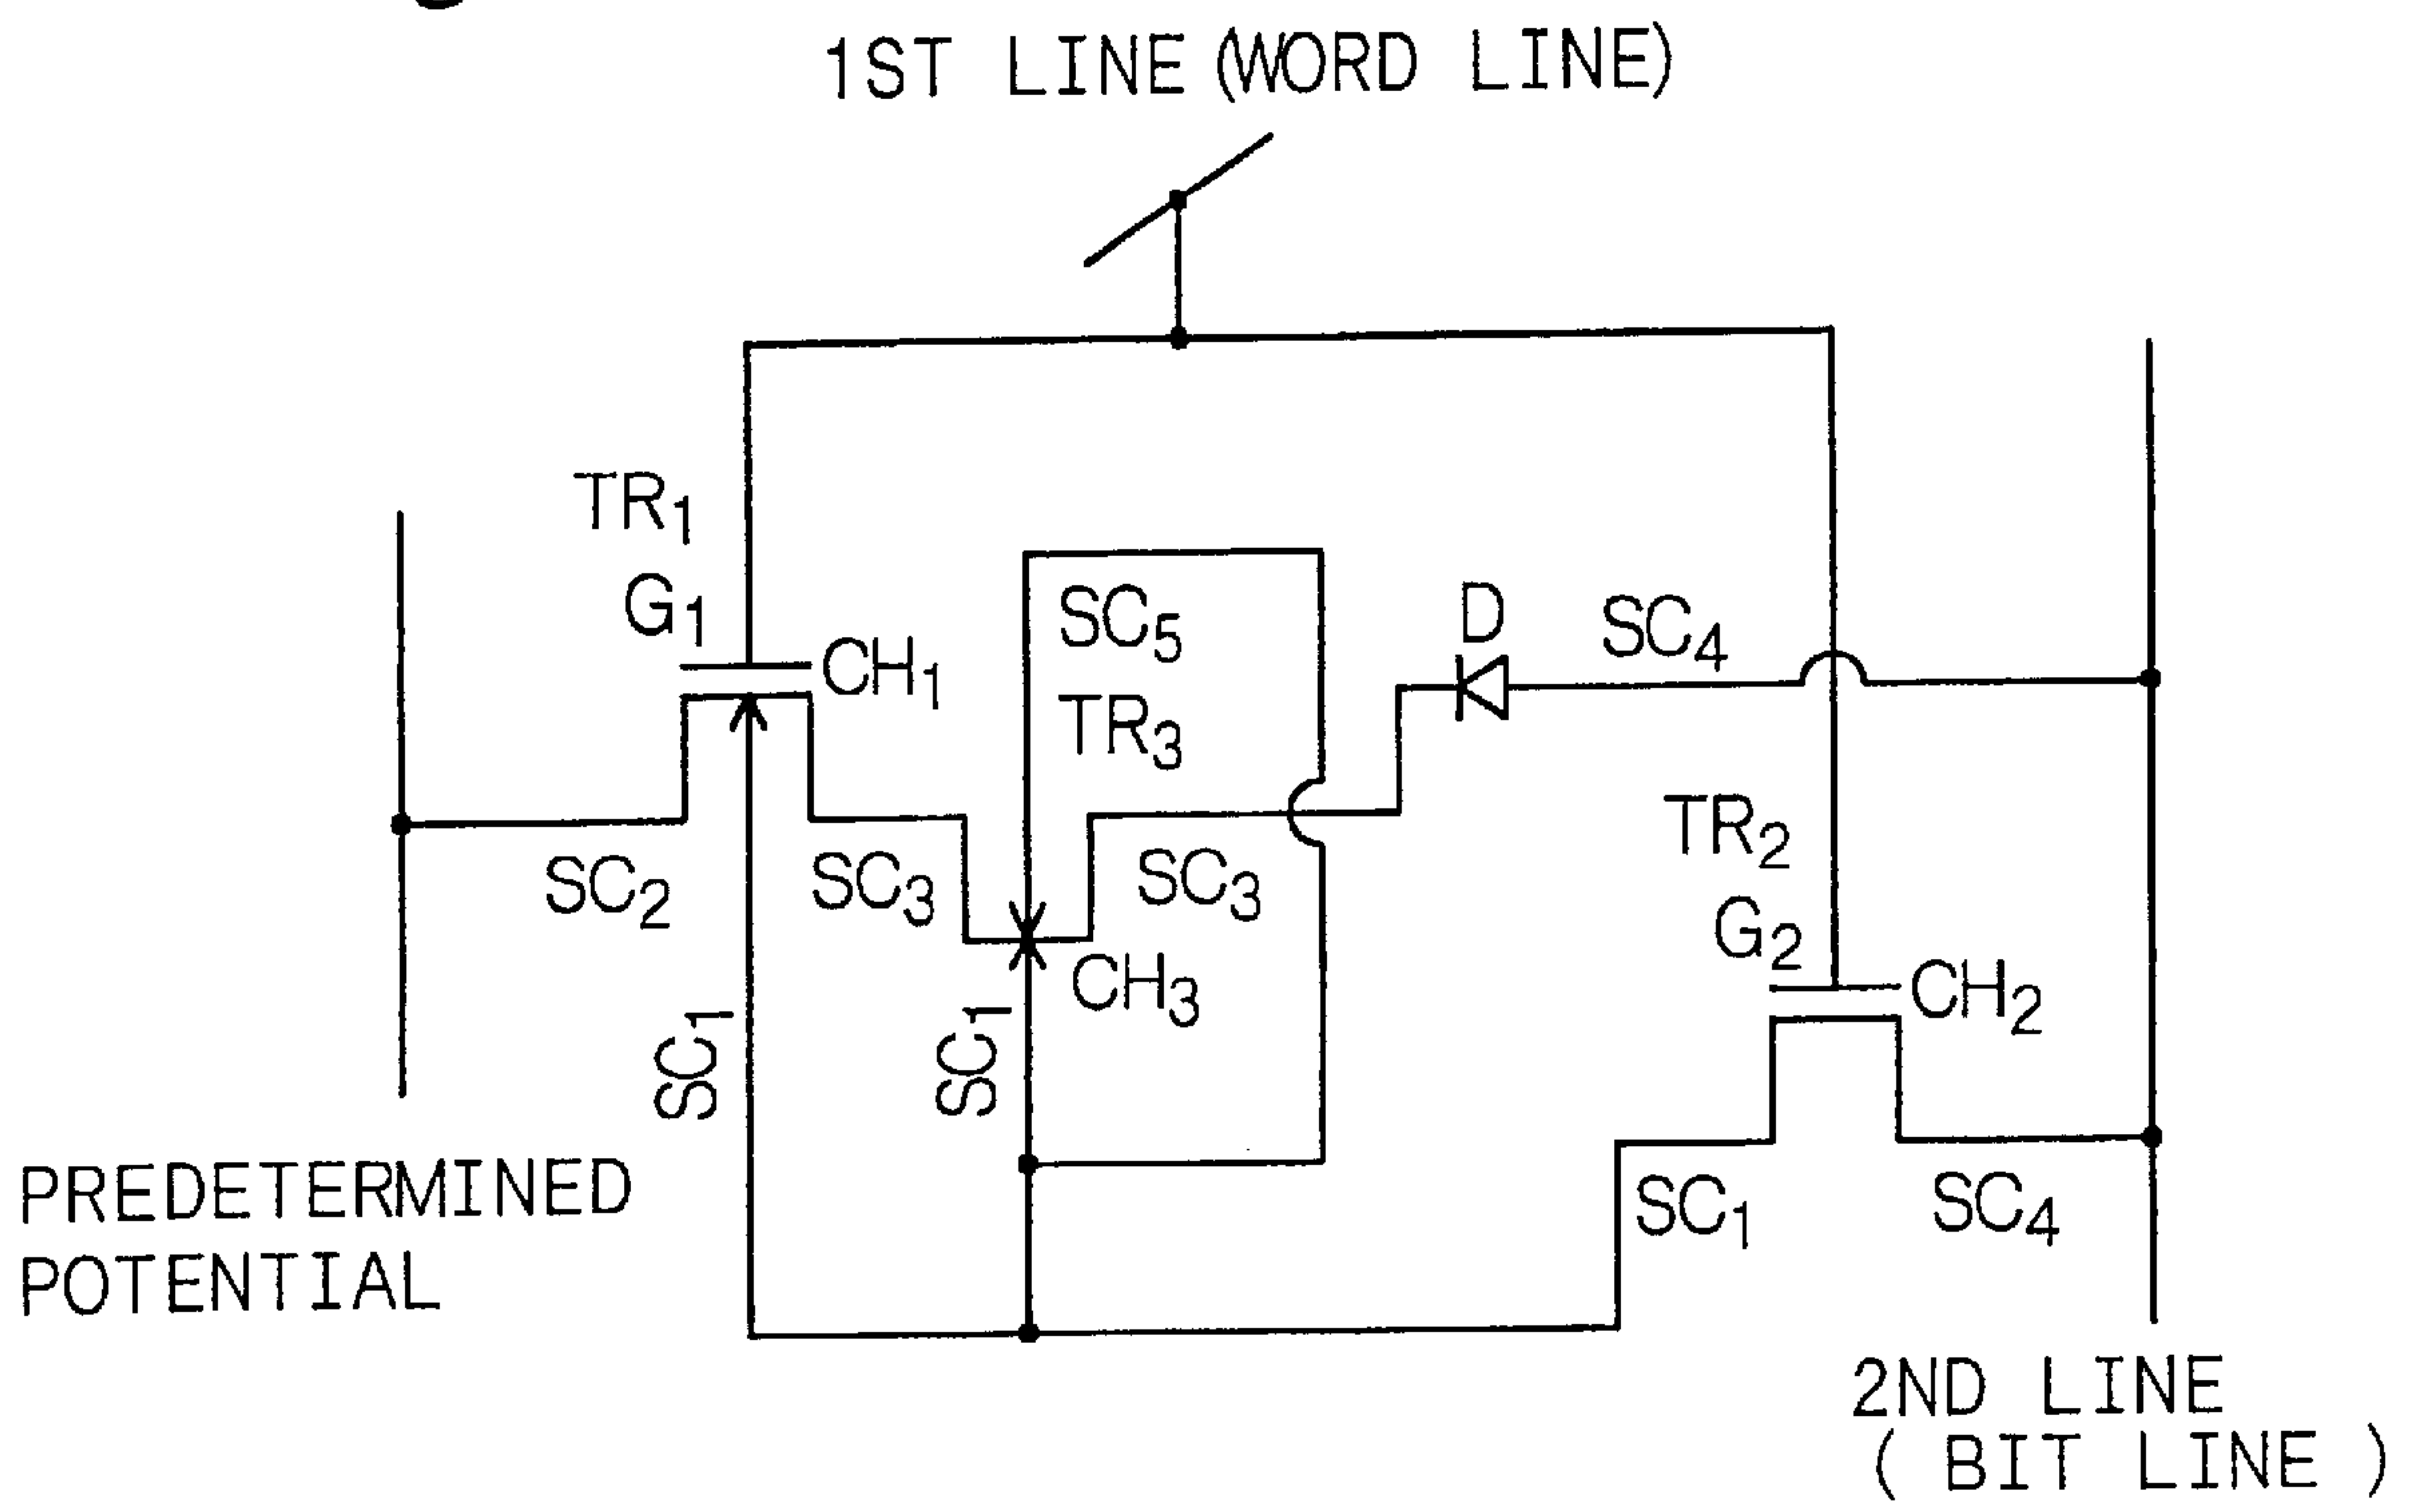 1ST LINE (WORD LINE)
TR1
G1
CH1
SC5
TR3
D
SC4
SC2
SC3
SC3
TR2
G2
CH2
CH3
SC1
SC1
SC1
SC4
PREDETERMINED
POTENTIAL
2ND LINE
( BIT LINE )